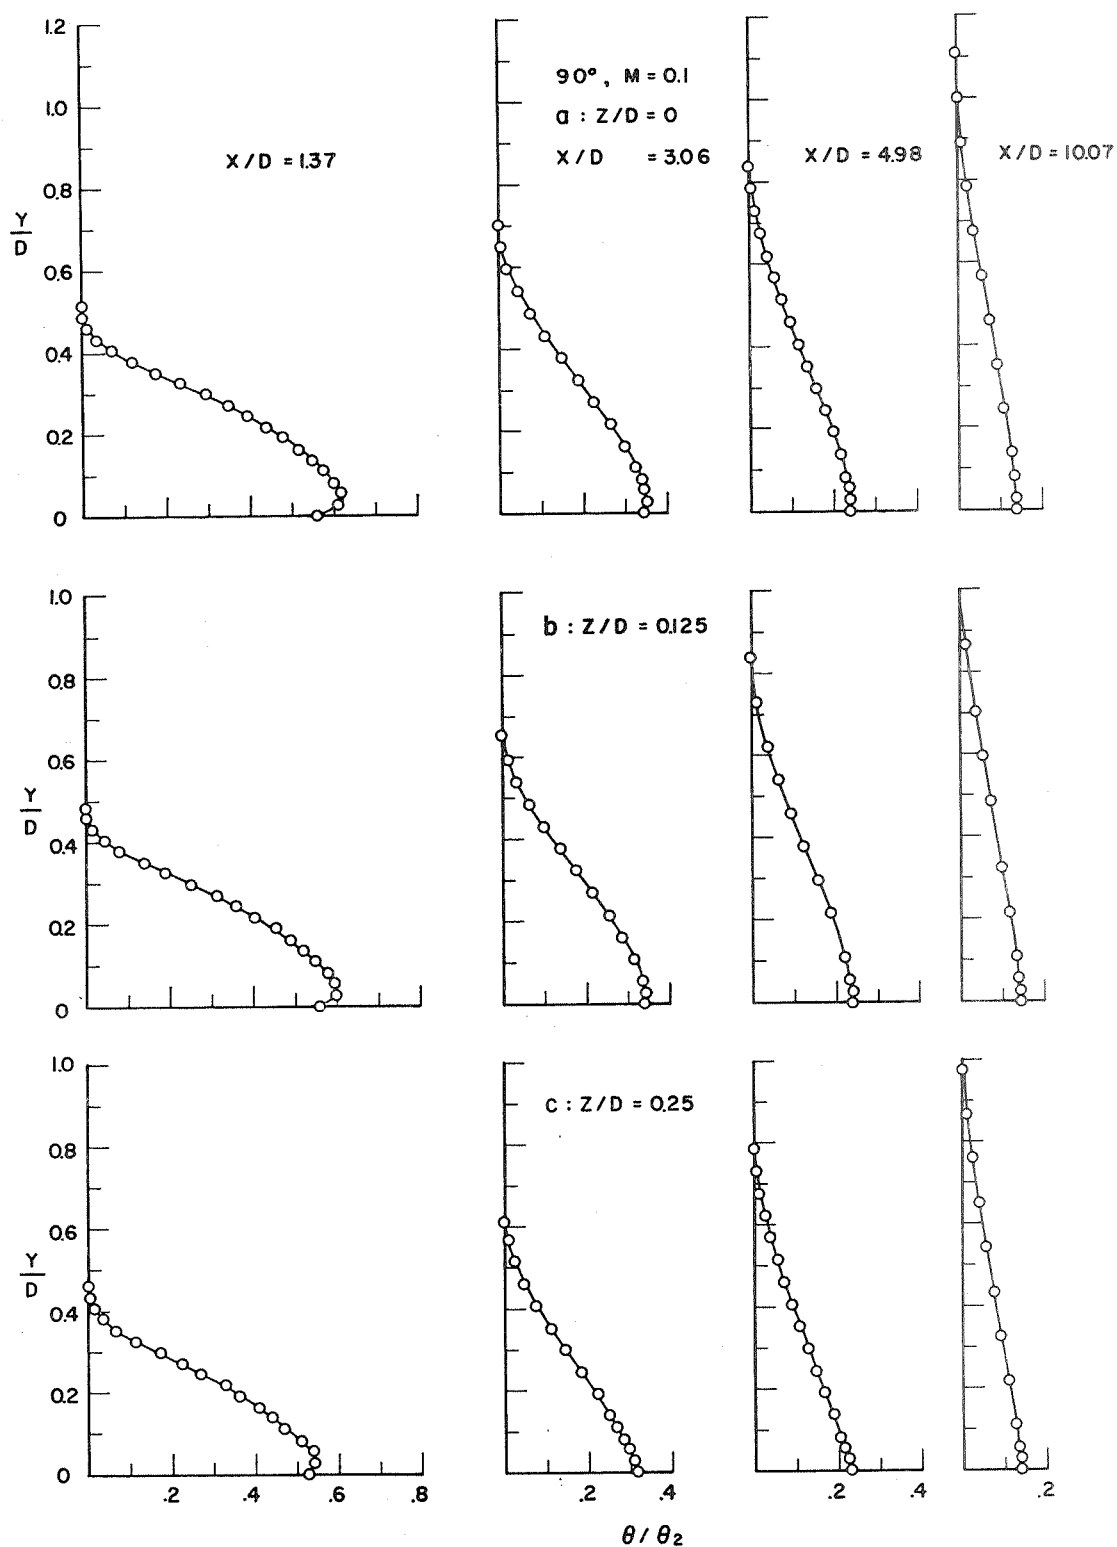 1.2
1.0
0.8
0.6
0.4
0.2
0
Y/D
X/D = 1.37
90°, M = 0.1
a : Z/D = 0
X/D = 3.06
X/D = 4.98
X/D = 10.07
1.0
0.8
0.6
0.4
0.2
0
Y/D
b : Z/D = 0.125
1.0
0.8
0.6
0.4
0.2
0
Y/D
c : Z/D = 0.25
.2 .4 .6 0.8
.2 .4
.2 0.4
.2
θ/θ₂